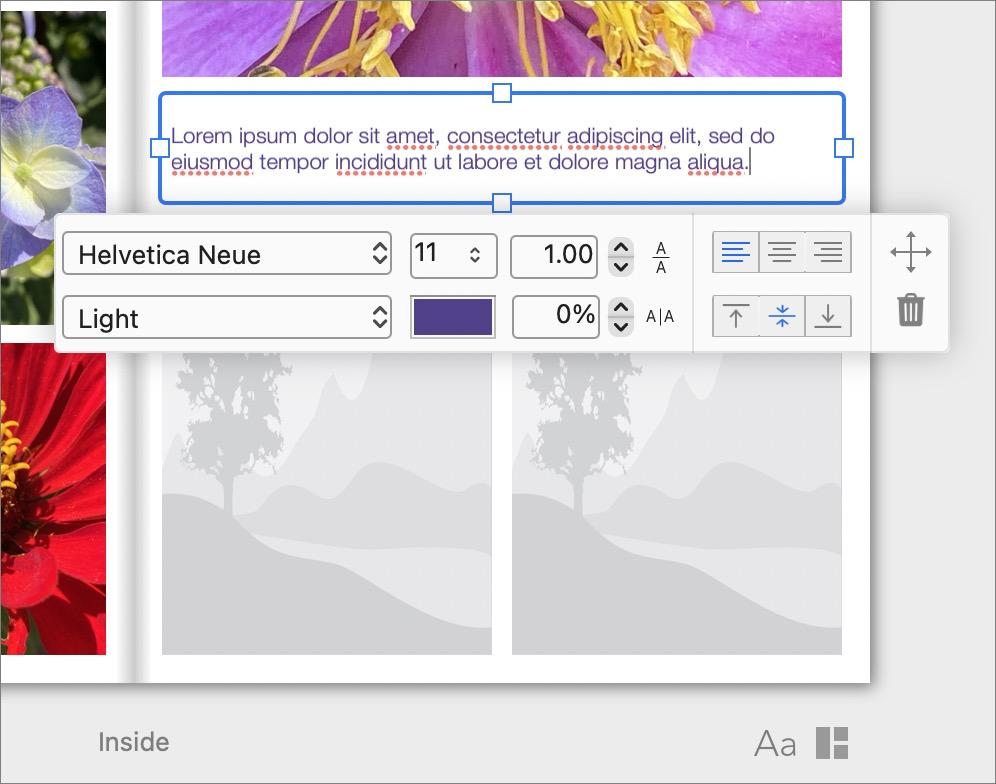 Lorem ipsum dolor sit amet, consectetur adipiscing elit, sed do
eiusmod tempor incididunt ut labore et dolore magna aliqua.
Helvetica Neue
11
1.00
A
A
Light
0%
A|A
Inside
Aa